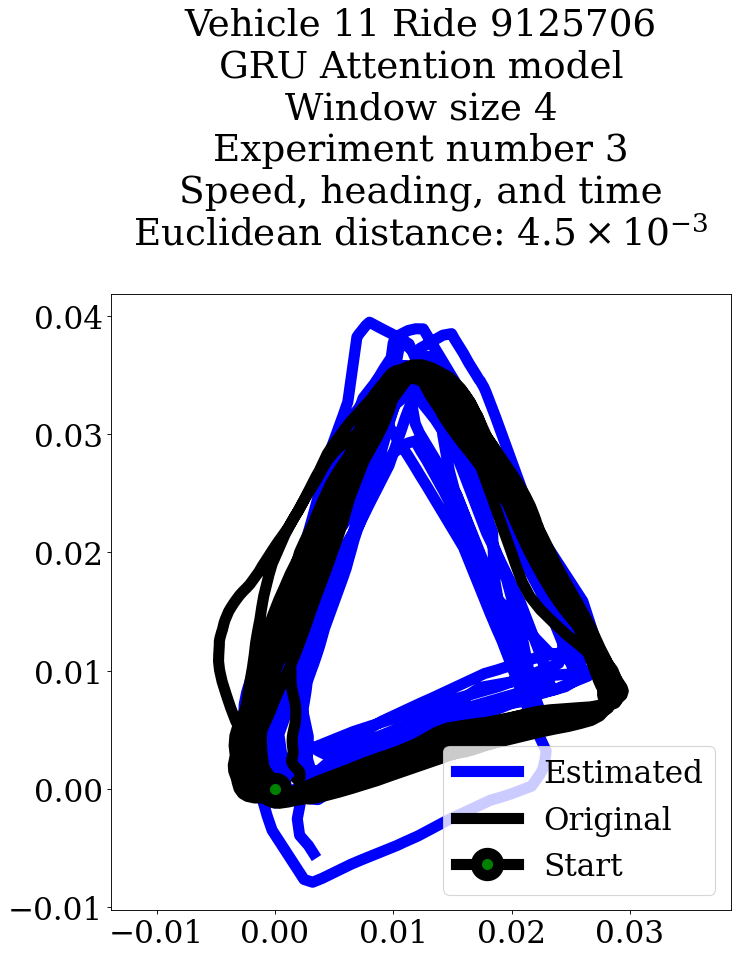 Vehicle 11 Ride 9125706
GRU Attention model
Window size 4
Experiment number 3
Speed, heading, and time
Euclidean distance: 4.5 × 10⁻³
0.04
0.03
0.02
0.01
0.00
−0.01
−0.01 0.00 0.01 0.02 0.03
Estimated
Original
Start